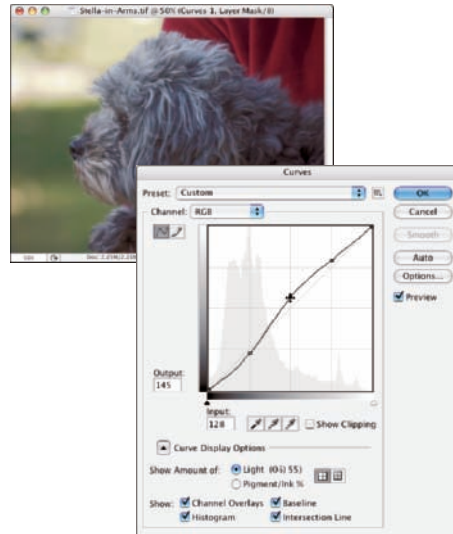 Stella-in-Arms.tif @ 50% (Curves 1, Layer Mask/8)
50%
Curves
Preset: Custom
OK
Channel: RGB
Cancel
Smooth
Auto
Options...
Preview
Output:
145
Input:
128
Show Clipping
Curve Display Options
Show Amount of: Light
Pigment/Ink %
Show: Channel Overlays Baseline
Histogram Intersection Line